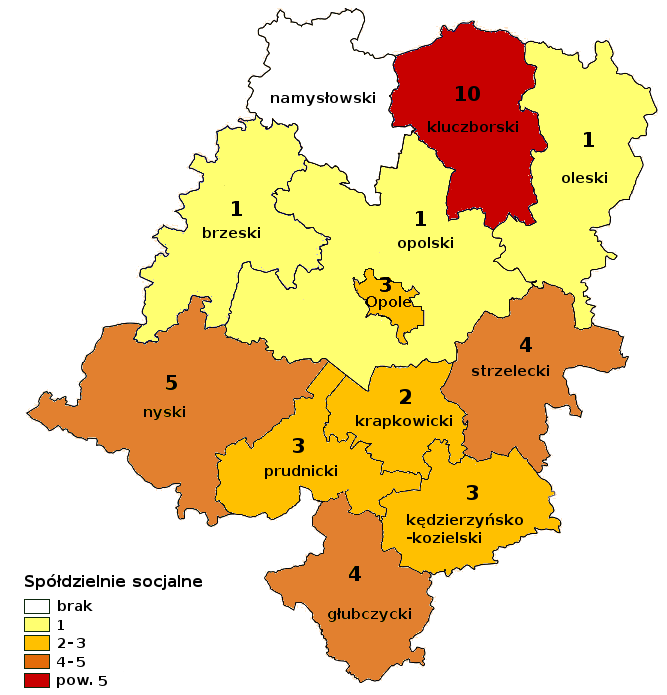 namysłowski
10
kluczborski
1
oleski
1
brzeski
1
opolski
3
Opole
4
strzelecki
5
nyski
2
krapkowicki
3
prudnicki
3
kędzierzyńsko
-kozielski
4
głubczycki
Spółdzielnie socjalne
brak
1
2-3
4-5
pow. 5